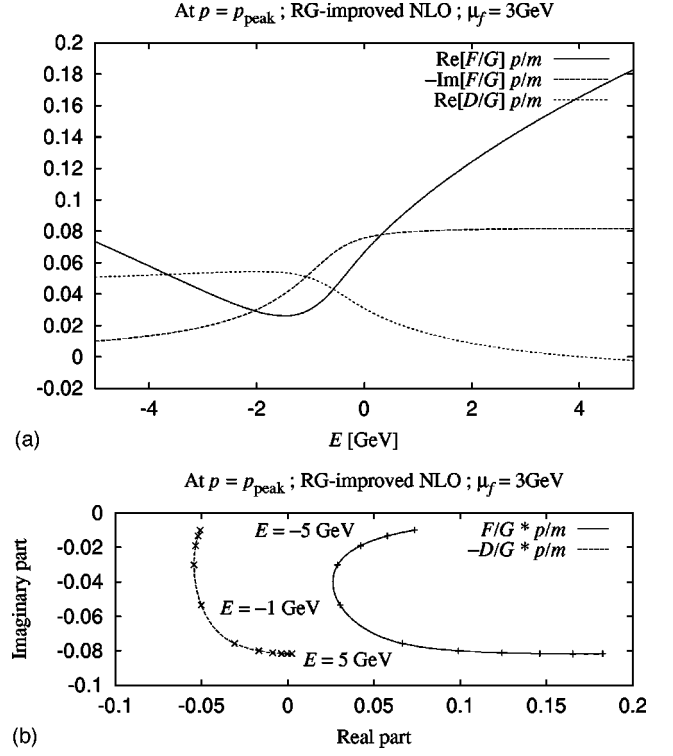 At p = p_peak ; RG-improved NLO ; μ_f = 3GeV
0.2
0.18
0.16
0.14
0.12
0.1
0.08
0.06
0.04
0.02
0
-0.02
Re[F/G] p/m
−Im[F/G] p/m
Re[D/G] p/m
-4 -2 0 2 4
(a) E [GeV]
At p = p_peak ; RG-improved NLO ; μ_f = 3GeV
0
-0.02
-0.04
-0.06
-0.08
-0.1
Imaginary part
E = −5 GeV
F/G * p/m
−D/G * p/m
E = −1 GeV
E = 5 GeV
-0.1 -0.05 0 0.05 0.1 0.15 0.2
(b) Real part